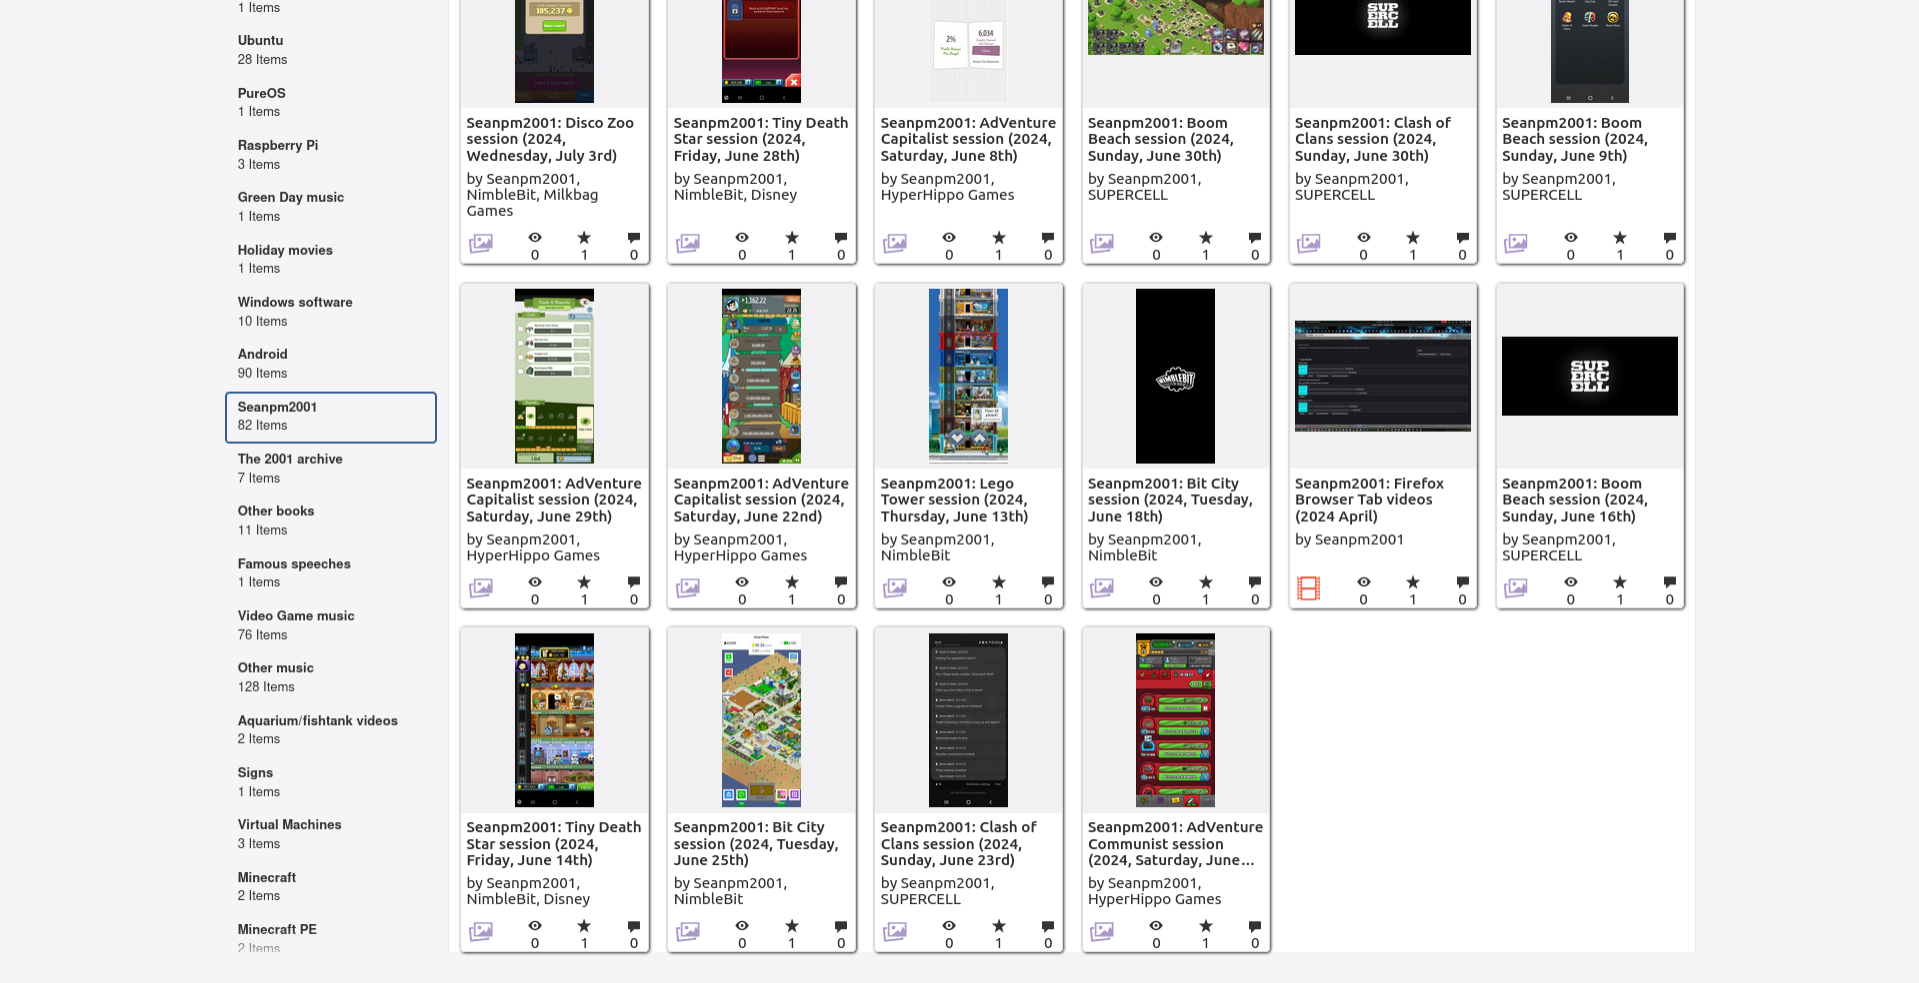 1 Items
Ubuntu
28 Items
PureOS
1 Items
Raspberry Pi
3 Items
Green Day music
1 Items
Holiday movies
1 Items
Windows software
10 Items
Android
90 Items
Seanpm2001
82 Items
The 2001 archive
7 Items
Other books
11 Items
Famous speeches
1 Items
Video Game music
76 Items
Other music
128 Items
Aquarium/fishtank videos
2 Items
Signs
1 Items
Virtual Machines
3 Items
Minecraft
2 Items
Minecraft PE
2 Items
185,237
2%
6,034
SUP
ERC
ELL
Seanpm2001: Disco Zoo
session (2024,
Wednesday, July 3rd)
by Seanpm2001,
NimbleBit, Milkbag
Games
0 1 0
Seanpm2001: Tiny Death
Star session (2024,
Friday, June 28th)
by Seanpm2001,
NimbleBit, Disney
0 1 0
Seanpm2001: AdVenture
Capitalist session (2024,
Saturday, June 8th)
by Seanpm2001,
HyperHippo Games
0 1 0
Seanpm2001: Boom
Beach session (2024,
Sunday, June 30th)
by Seanpm2001,
SUPERCELL
0 1 0
Seanpm2001: Clash of
Clans session (2024,
Sunday, June 30th)
by Seanpm2001,
SUPERCELL
0 1 0
Seanpm2001: Boom
Beach session (2024,
Sunday, June 9th)
by Seanpm2001,
SUPERCELL
0 1 0
Seanpm2001: AdVenture
Capitalist session (2024,
Saturday, June 29th)
by Seanpm2001,
HyperHippo Games
0 1 0
1,162.22
Seanpm2001: AdVenture
Capitalist session (2024,
Saturday, June 22nd)
by Seanpm2001,
HyperHippo Games
0 1 0
Seanpm2001: Lego
Tower session (2024,
Thursday, June 13th)
by Seanpm2001,
NimbleBit
0 1 0
NIMBLEBIT
Seanpm2001: Bit City
session (2024, Tuesday,
June 18th)
by Seanpm2001,
NimbleBit
0 1 0
Seanpm2001: Firefox
Browser Tab videos
(2024 April)
by Seanpm2001
0 1 0
SUP
ERC
ELL
Seanpm2001: Boom
Beach session (2024,
Sunday, June 16th)
by Seanpm2001,
SUPERCELL
0 1 0
Seanpm2001: Tiny Death
Star session (2024,
Friday, June 14th)
by Seanpm2001,
NimbleBit, Disney
0 1 0
Seanpm2001: Bit City
session (2024, Tuesday,
June 25th)
by Seanpm2001,
NimbleBit
0 1 0
Seanpm2001: Clash of
Clans session (2024,
Sunday, June 23rd)
by Seanpm2001,
SUPERCELL
0 1 0
Seanpm2001: AdVenture
Communist session
(2024, Saturday, June...
by Seanpm2001,
HyperHippo Games
0 1 0